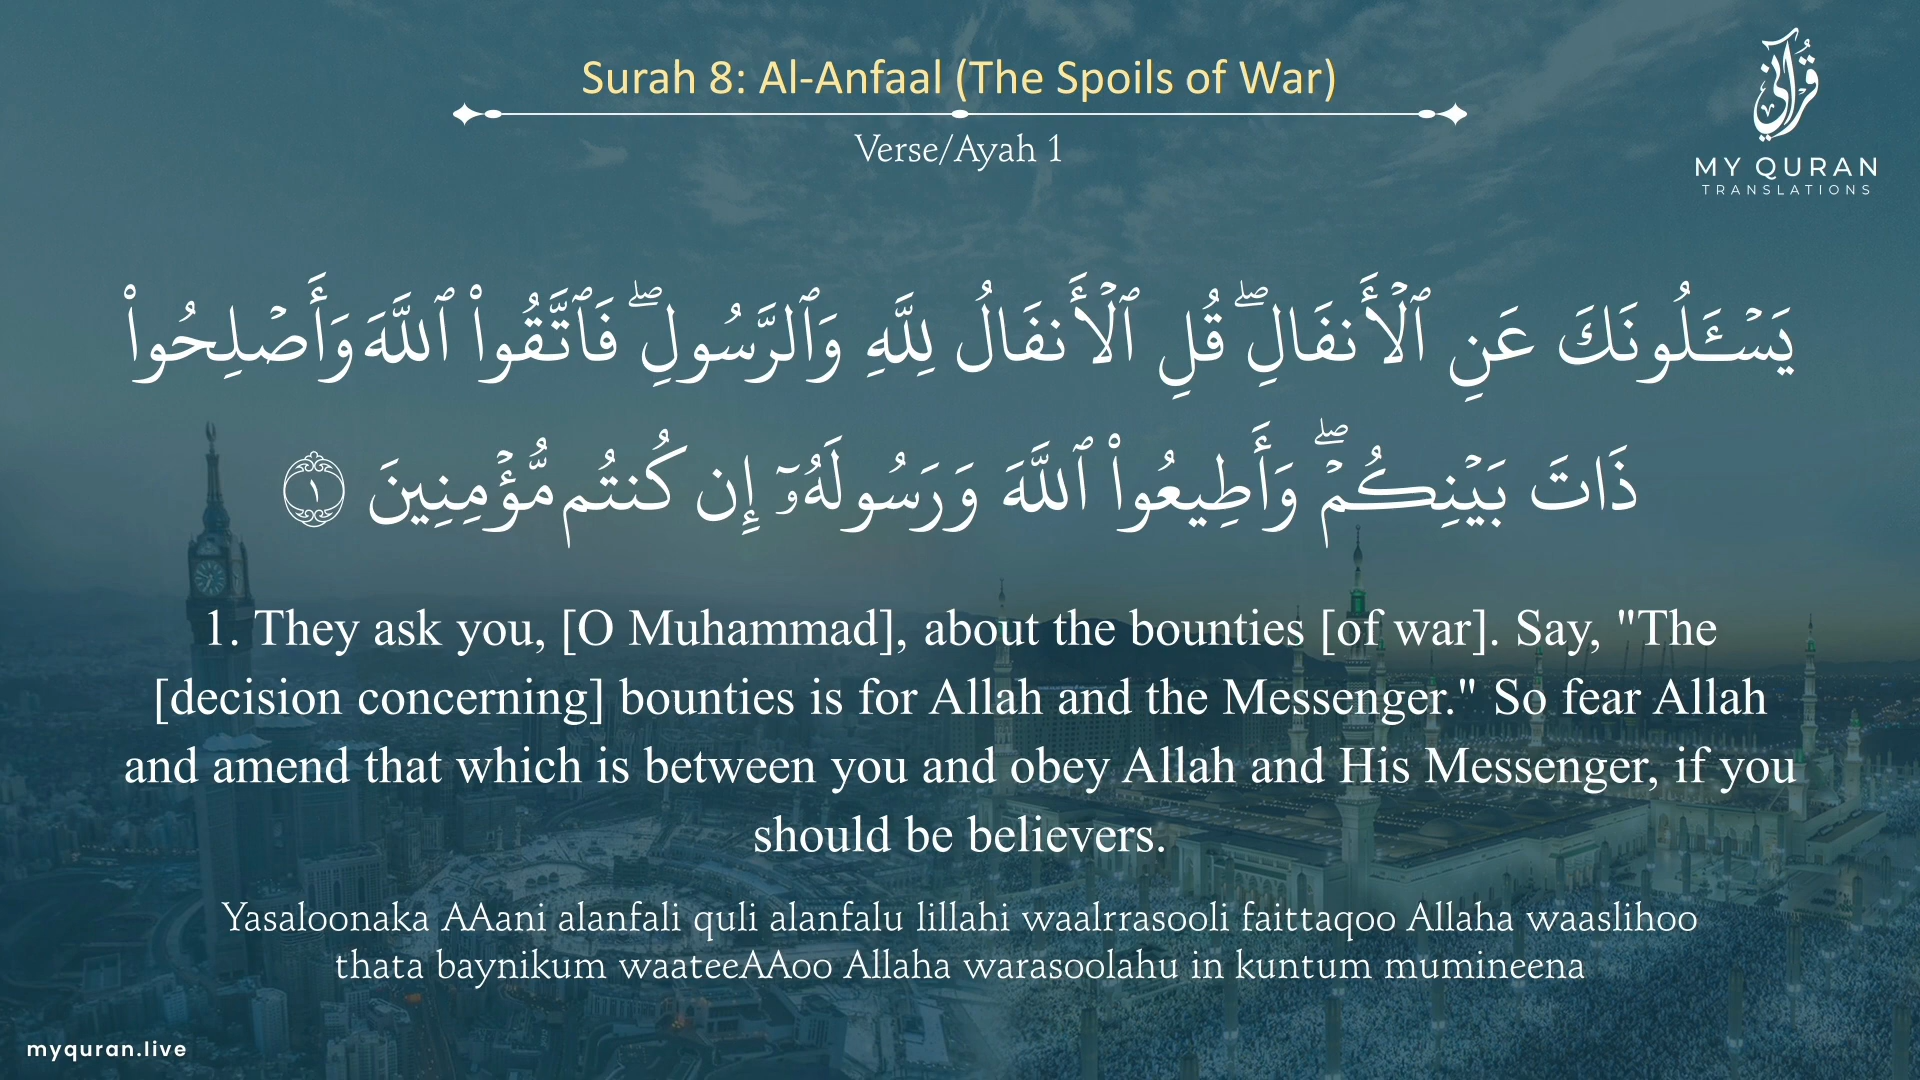 Surah 8: Al-Anfaal (The Spoils of War)
Verse/Ayah 1
قرآني
MY QURAN
TRANSLATIONS
يَسْـَٔلُونَكَ عَنِ ٱلْأَنفَالِ ۖ قُلِ ٱلْأَنفَالُ لِلَّهِ وَٱلرَّسُولِ ۖ فَٱتَّقُوا۟ ٱللَّهَ وَأَصْلِحُوا۟
ذَاتَ بَيْنِكُمْ ۖ وَأَطِيعُوا۟ ٱللَّهَ وَرَسُولَهُۥٓ إِن كُنتُم مُّؤْمِنِينَ ١
1. They ask you, [O Muhammad], about the bounties [of war]. Say, "The
[decision concerning] bounties is for Allah and the Messenger." So fear Allah
and amend that which is between you and obey Allah and His Messenger, if you
should be believers.
Yasaloonaka AAani alanfali quli alanfalu lillahi waalrrasooli faittaqoo Allaha waaslihoo
thata baynikum waateeAAoo Allaha warasoolahu in kuntum mumineena
myquran.live